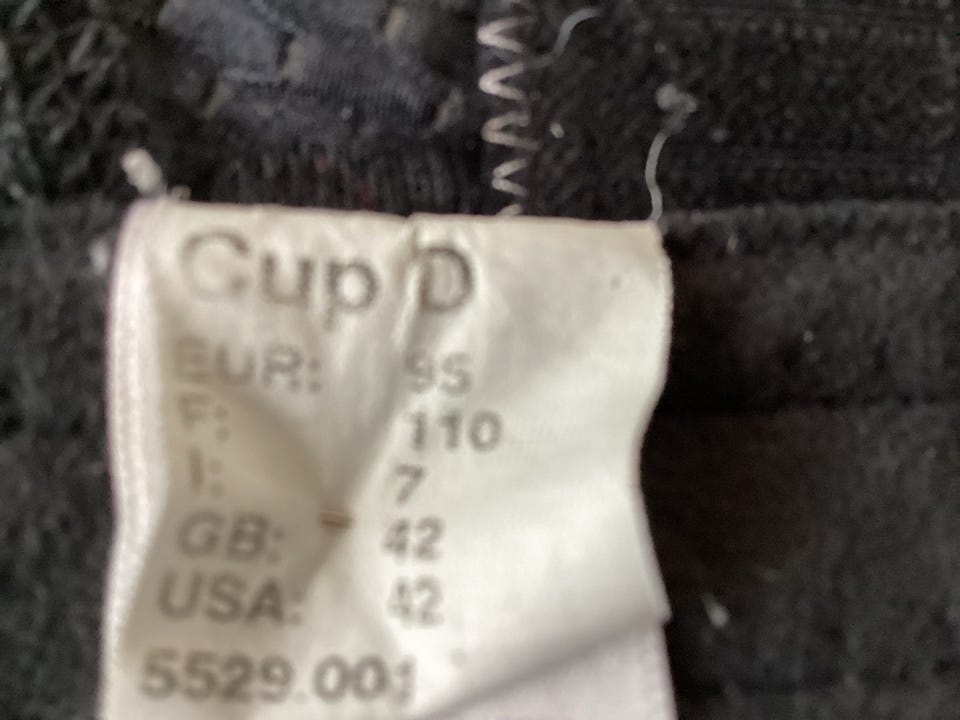 Cup D
EUR: 95
F: 110
I: 7
GB: 42
USA: 42
5529.001